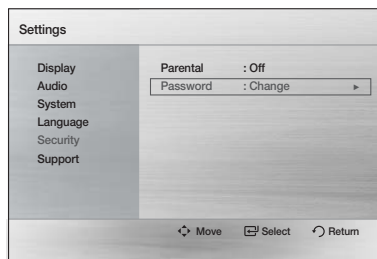 Settings
Display
Audio
System
Language
Security
Support
Parental : Off
Password : Change
Move Select Return